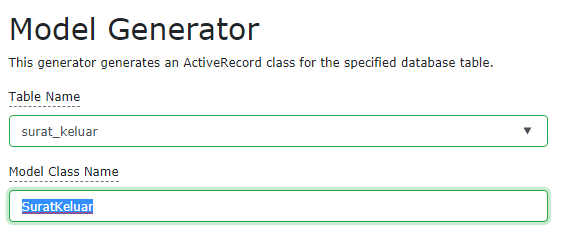 Model Generator
This generator generates an ActiveRecord class for the specified database table.
Table Name
surat_keluar
Model Class Name
SuratKeluar